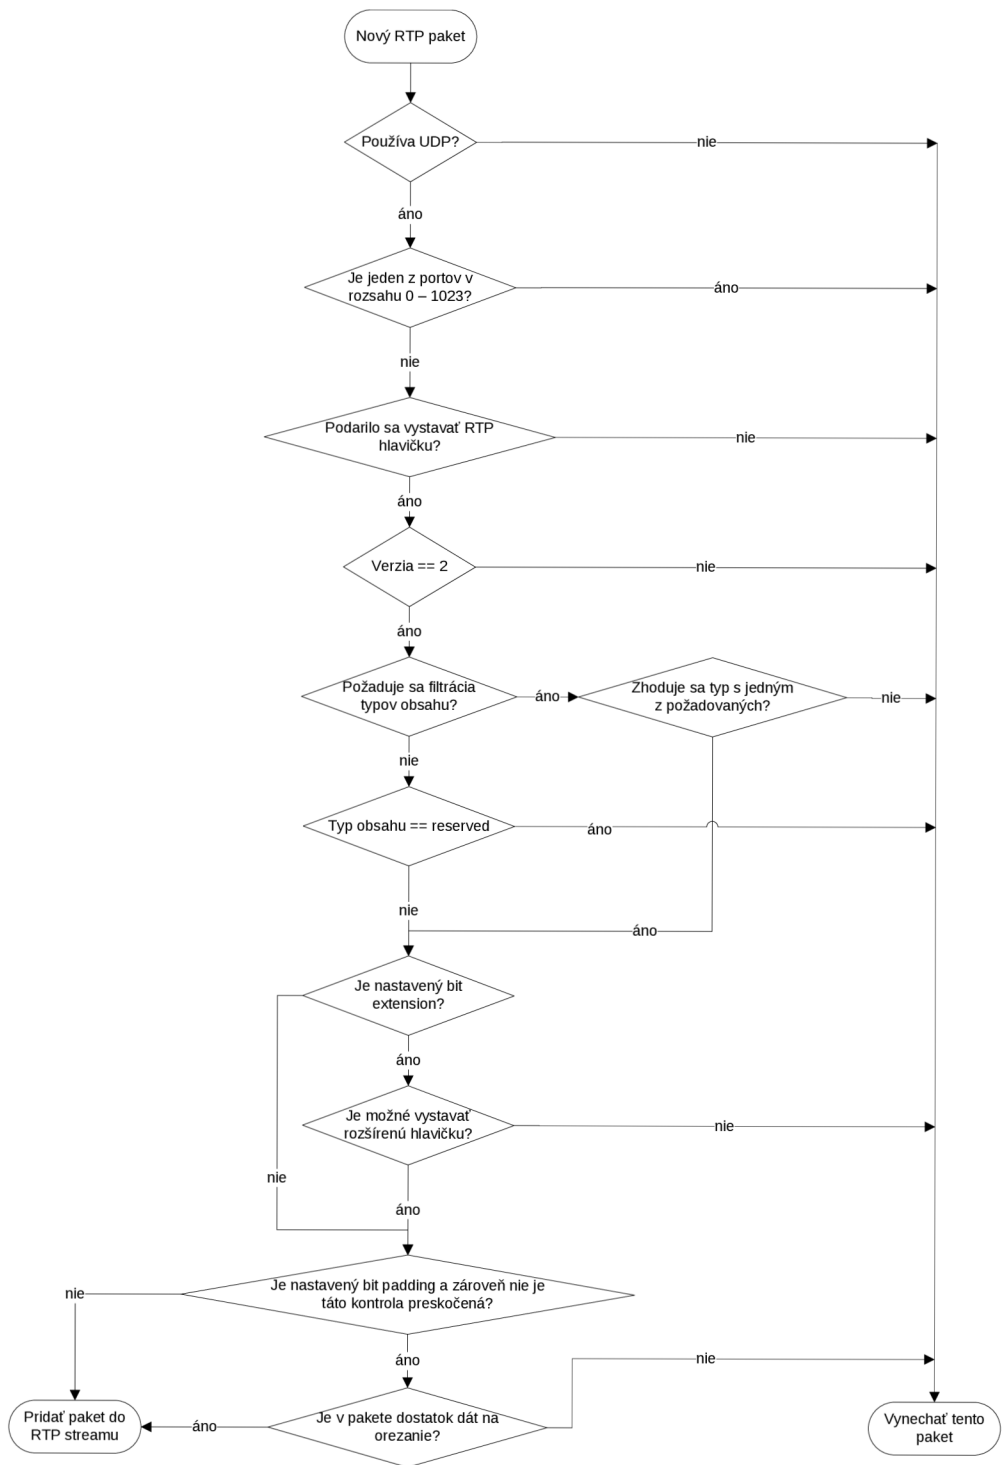 Nový RTP paket
Používa UDP?
nie
áno
Je jeden z portov v
rozsahu 0 – 1023?
áno
nie
Podarilo sa vystavať RTP
hlavičku?
nie
áno
Verzia == 2
nie
áno
Požaduje sa filtrácia
typov obsahu?
áno
Zhoduje sa typ s jedným
z požadovaných?
nie
nie
Typ obsahu == reserved
áno
nie
áno
Je nastavený bit
extension?
áno
Je možné vystavať
rozšírenú hlavičku?
nie
nie
áno
Je nastavený bit padding a zároveň nie je
táto kontrola preskočená?
nie
áno
nie
Pridať paket do
RTP streamu
áno
Je v pakete dostatok dát na
orezanie?
Vynechať tento
paket